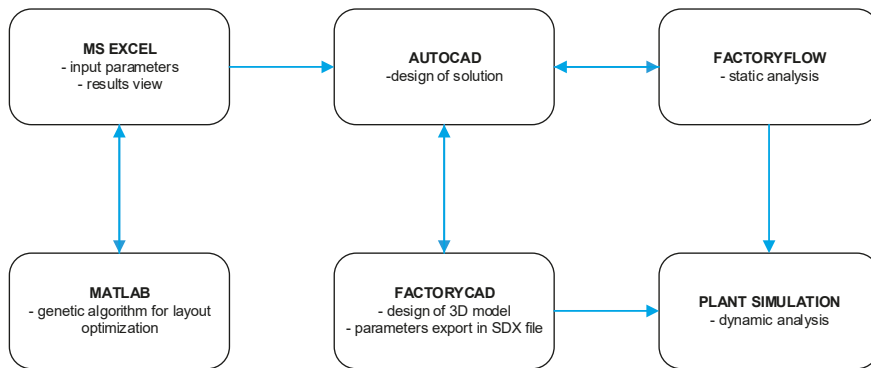 MS EXCEL
- input parameters
- results view
AUTOCAD
-design of solution
FACTORYFLOW
- static analysis
MATLAB
- genetic algorithm for layout
optimization
FACTORYCAD
- design of 3D model
- parameters export in SDX file
PLANT SIMULATION
- dynamic analysis